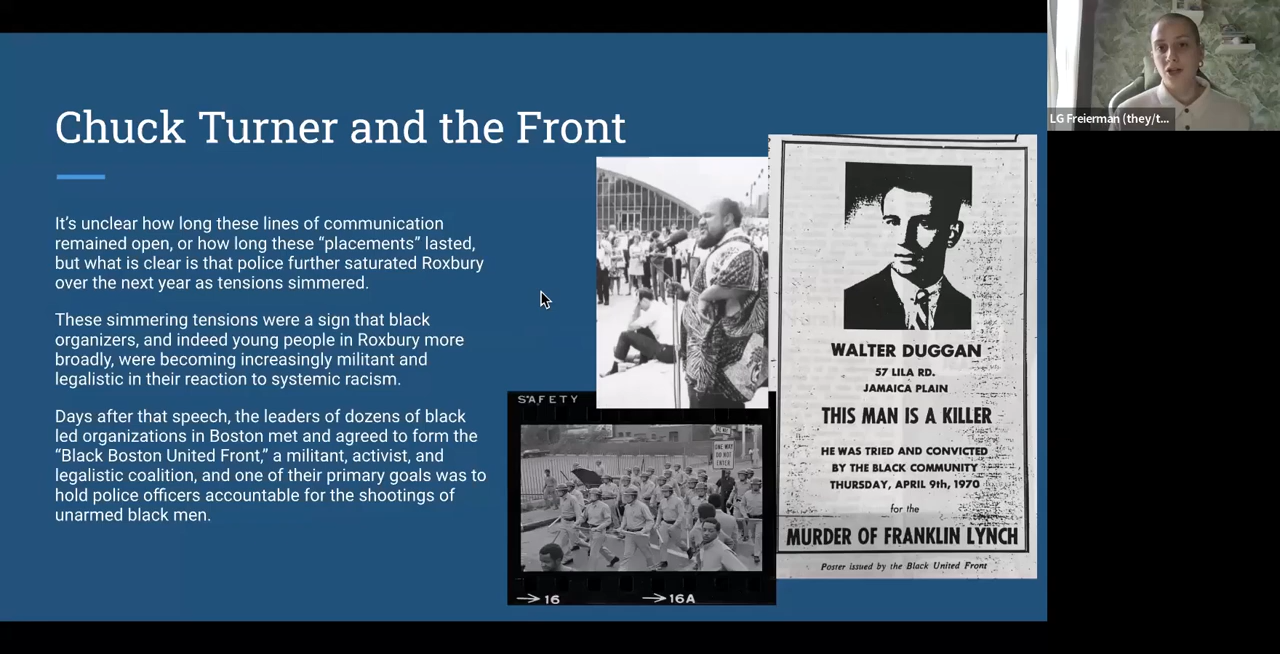 Chuck Turner and the Front
It’s unclear how long these lines of communication
remained open, or how long these “placements” lasted,
but what is clear is that police further saturated Roxbury
over the next year as tensions simmered.
These simmering tensions were a sign that black
organizers, and indeed young people in Roxbury more
broadly, were becoming increasingly militant and
legalistic in their reaction to systemic racism.
Days after that speech, the leaders of dozens of black
led organizations in Boston met and agreed to form the
“Black Boston United Front,” a militant, activist, and
legalistic coalition, and one of their primary goals was to
hold police officers accountable for the shootings of
unarmed black men.
SAFETY
ONE WAY
DO NOT
ENTER
16
16A
WALTER DUGGAN
57 LILA RD.
JAMAICA PLAIN
THIS MAN IS A KILLER
HE WAS TRIED AND CONVICTED
BY THE BLACK COMMUNITY
THURSDAY, APRIL 9th, 1970
for the
MURDER OF FRANKLIN LYNCH
Poster issued by the Black United Front
LG Freierman (they/t...